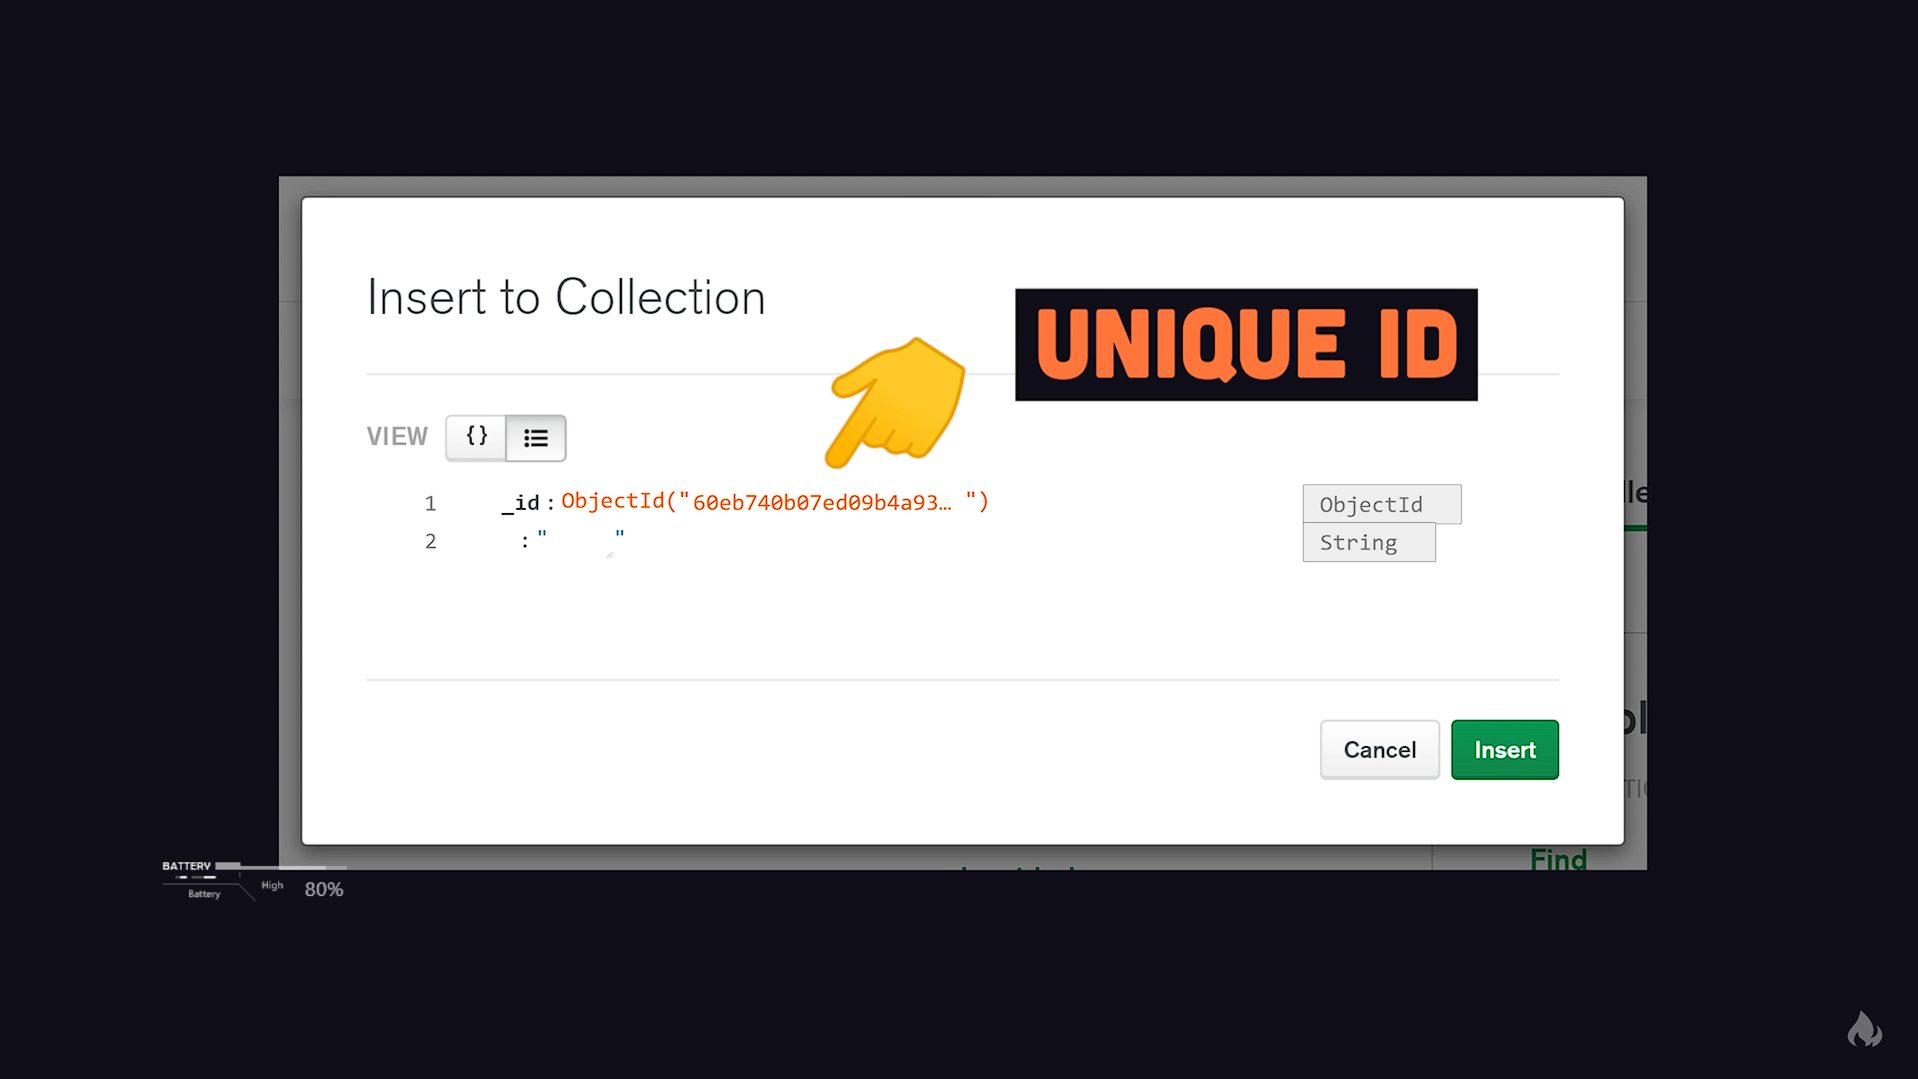 Insert to Collection
UNIQUE ID
VIEW {}
1 _id : ObjectId("60eb740b07ed09b4a93… ") ObjectId
2 : " " String
Cancel Insert
Find
BATTERY
Battery High 80%